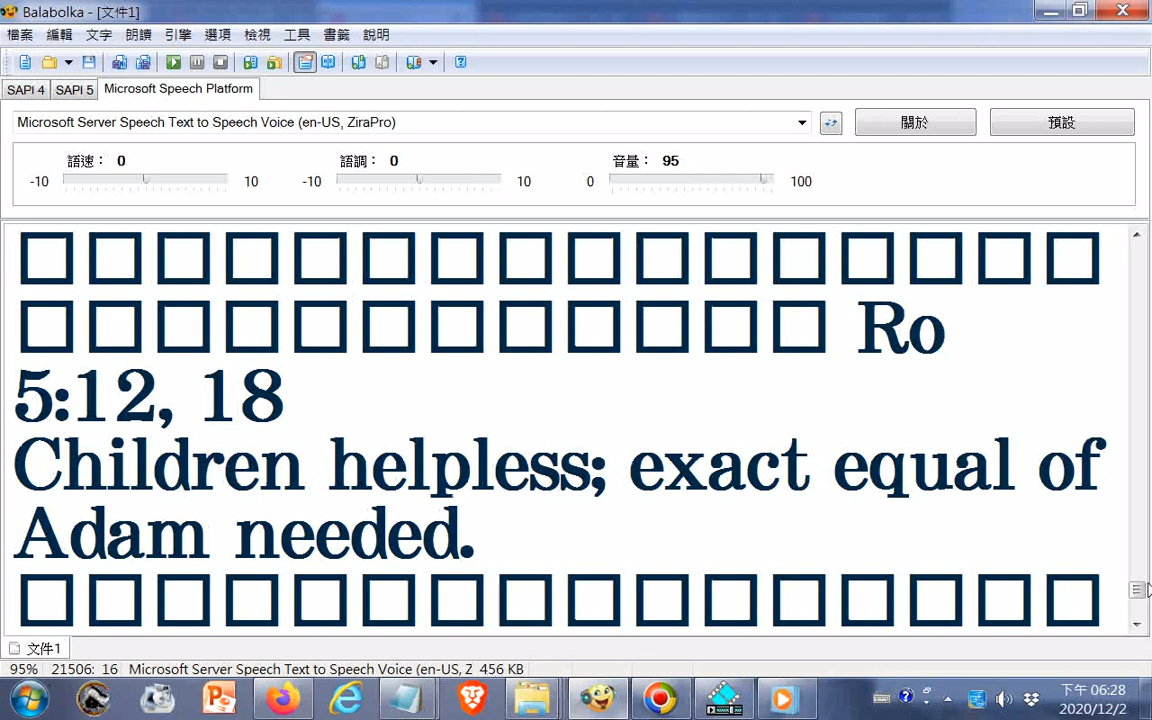 Balabolka - [文件1]
檔案 編輯 文字 朗讀 引擎 選項 檢視 工具 書籤 說明
SAPI 4 SAPI 5 Microsoft Speech Platform
Microsoft Server Speech Text to Speech Voice (en-US, ZiraPro) 關於 預設
語速： 0 語調： 0 音量： 95
-10 10 -10 10 0 100
□□□□□□□□□□□□□□□□
□□□□□□□□□□□□ Ro
5:12, 18
Children helpless; exact equal of
Adam needed.
□□□□□□□□□□□□□□□□
文件1
95% 21506: 16 Microsoft Server Speech Text to Speech Voice (en-US, Z 456 KB
下午 06:28
2020/12/2